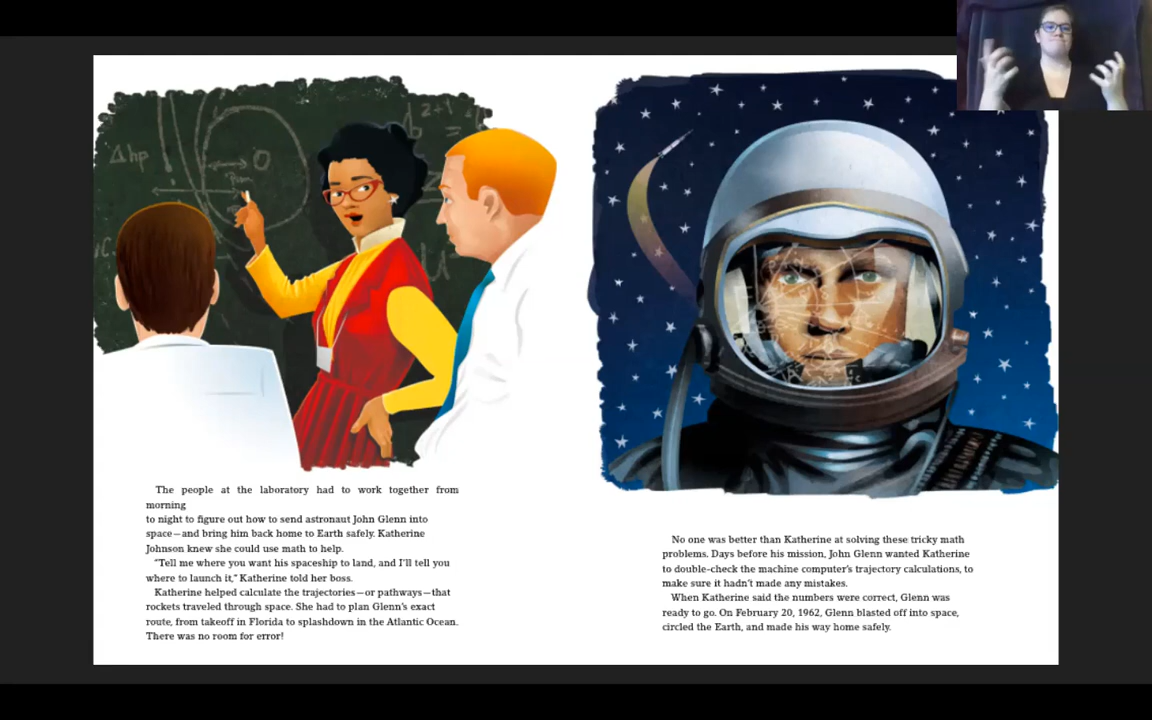 Δhp
The people at the laboratory had to work together from
morning
to night to figure out how to send astronaut John Glenn into
space—and bring him back home to Earth safely. Katherine
Johnson knew she could use math to help.
“Tell me where you want his spaceship to land, and I’ll tell you
where to launch it,” Katherine told her boss.
Katherine helped calculate the trajectories—or pathways—that
rockets traveled through space. She had to plan Glenn’s exact
route, from takeoff in Florida to splashdown in the Atlantic Ocean.
There was no room for error!
No one was better than Katherine at solving these tricky math
problems. Days before his mission, John Glenn wanted Katherine
to double-check the machine computer’s trajectory calculations, to
make sure it hadn’t made any mistakes.
When Katherine said the numbers were correct, Glenn was
ready to go. On February 20, 1962, Glenn blasted off into space,
circled the Earth, and made his way home safely.